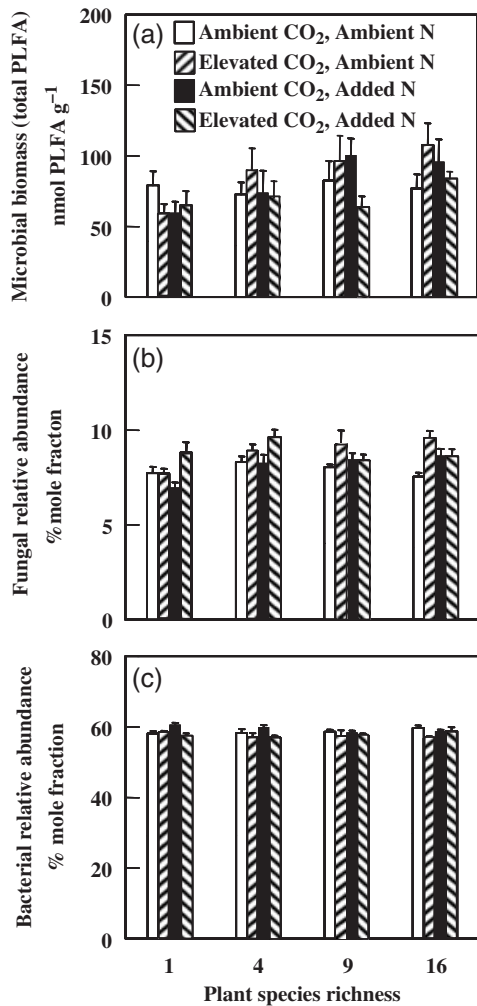 (a)
Ambient CO2, Ambient N
Elevated CO2, Ambient N
Ambient CO2, Added N
Elevated CO2, Added N
Microbial biomass (total PLFA)
nmol PLFA g–1
200
150
100
50
0
(b)
Fungal relative abundance
% mole fracton
15
10
5
0
(c)
Bacterial relative abundance
% mole fraction
80
60
40
20
0
1 4 9 16
Plant species richness